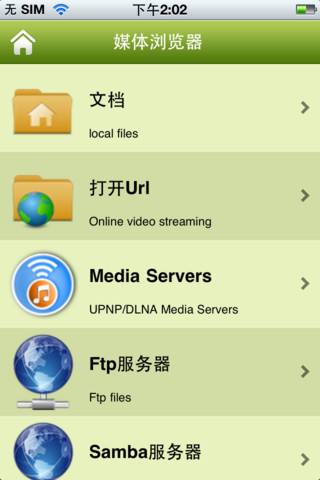 无 SIM 下午2:02
媒体浏览器
文档
local files
打开Url
Online video streaming
Media Servers
UPNP/DLNA Media Servers
Ftp服务器
Ftp files
Samba服务器